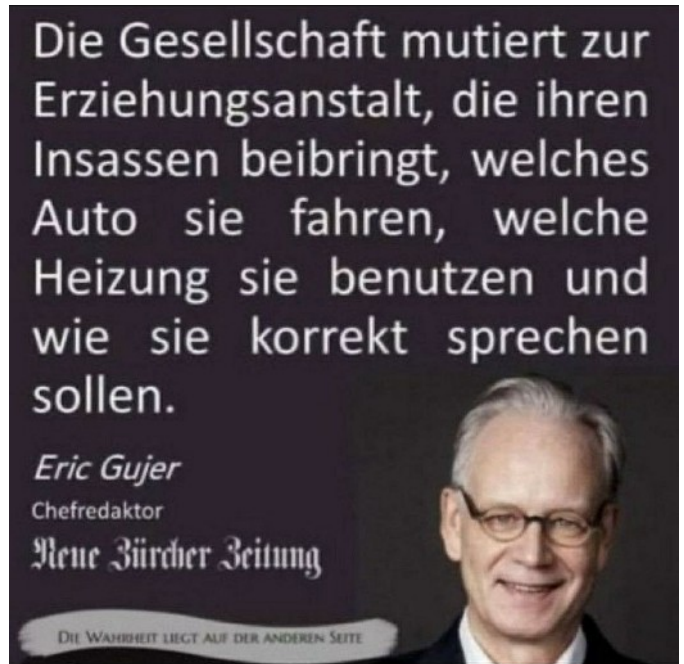 Die Gesellschaft mutiert zur
Erziehungsanstalt, die ihren
Insassen beibringt, welches
Auto sie fahren, welche
Heizung sie benutzen und
wie sie korrekt sprechen
sollen.
Eric Gujer
Chefredaktor
Neue Zürcher Zeitung
DIE WAHRHEIT LIEGT AUF DER ANDEREN SEITE